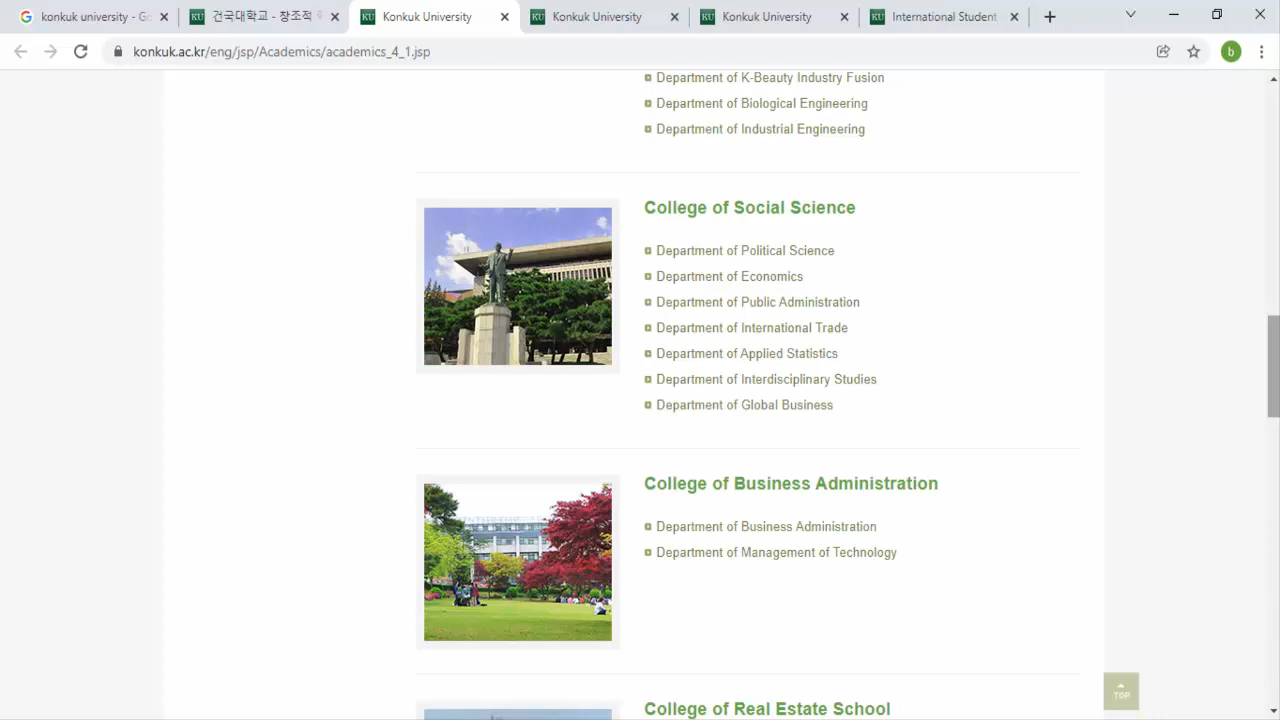 konkuk university - Go
건국대학교 - 창조적
Konkuk University
Konkuk University
Konkuk University
International Student
konkuk.ac.kr/eng/jsp/Academics/academics_4_1.jsp
b
Department of K-Beauty Industry Fusion
Department of Biological Engineering
Department of Industrial Engineering
College of Social Science
Department of Political Science
Department of Economics
Department of Public Administration
Department of International Trade
Department of Applied Statistics
Department of Interdisciplinary Studies
Department of Global Business
College of Business Administration
Department of Business Administration
Department of Management of Technology
TOP
College of Real Estate School